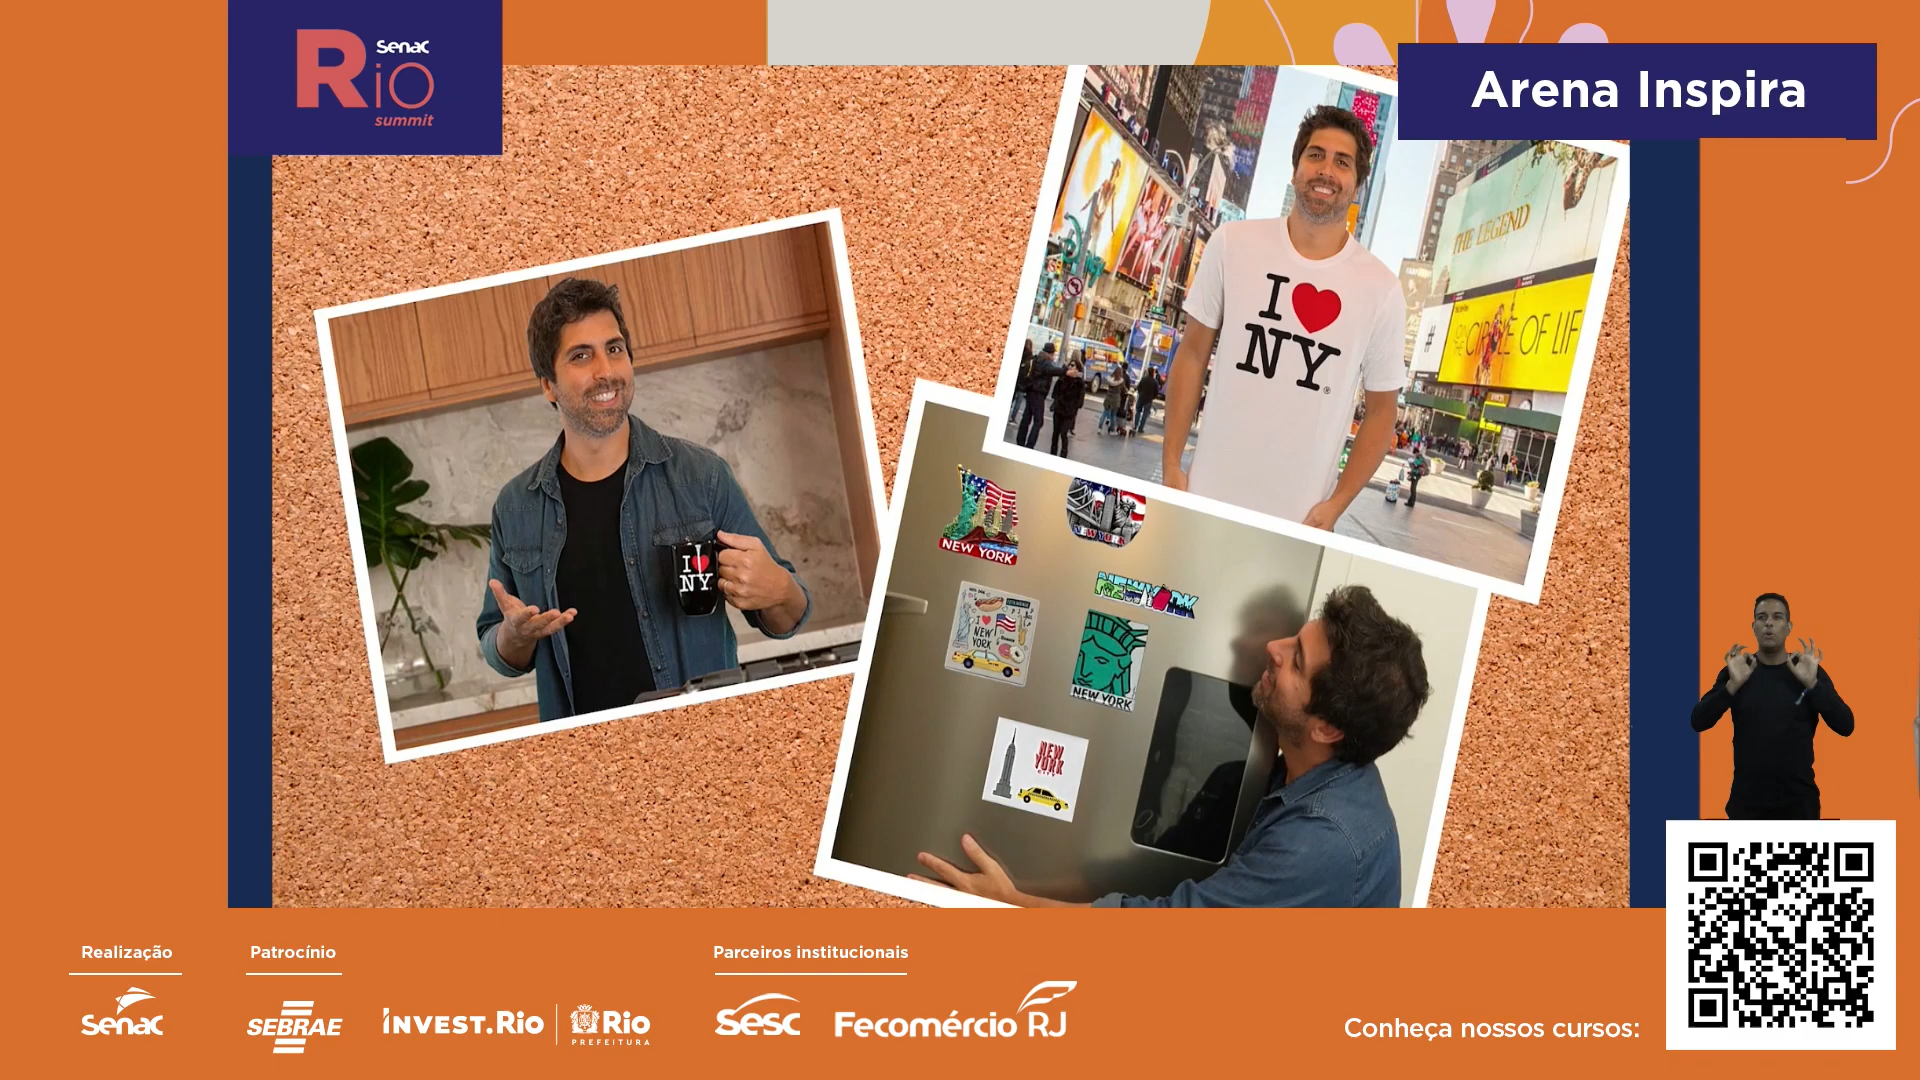 R Senac
iO
summit
Arena Inspira
THE LEGEND
CIRCLE OF LIF
I ❤
NY
®
I ❤
NY
NEW YORK
NEW YORK
NEW YORK
I ❤
NEW
YORK
NEW YORK
NEW
YORK
CITY
Realização
Patrocínio
Parceiros institucionais
Senac
SEBRAE
INVEST.Rio
Rio
PREFEITURA
Sesc
Fecomércio RJ
Conheça nossos cursos: